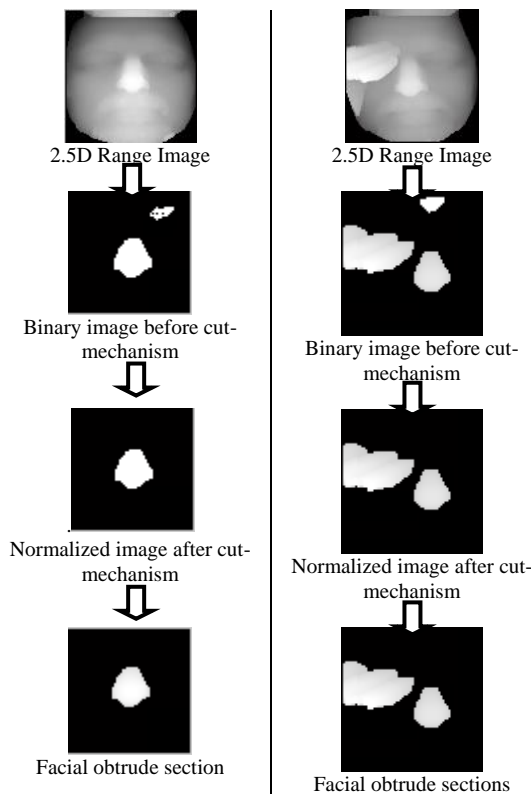 2.5D Range Image
Binary image before cut-
mechanism
Normalized image after cut-
mechanism
Facial obtrude section
2.5D Range Image
Binary image before cut-
mechanism
Normalized image after cut-
mechanism
Facial obtrude sections